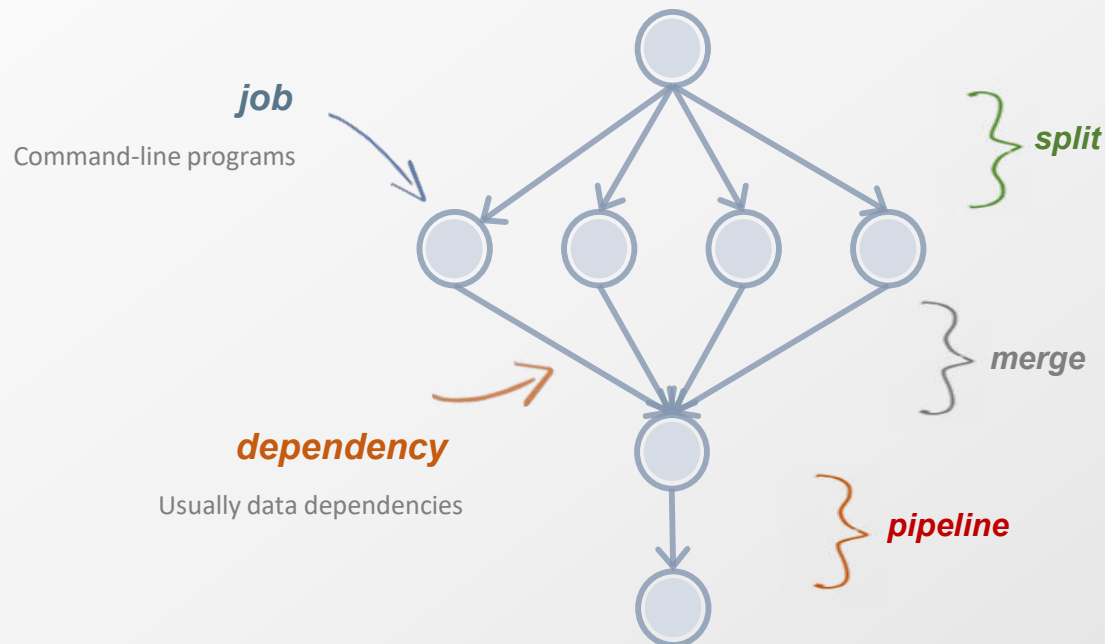 job
Command-line programs
split
merge
dependency
Usually data dependencies
pipeline